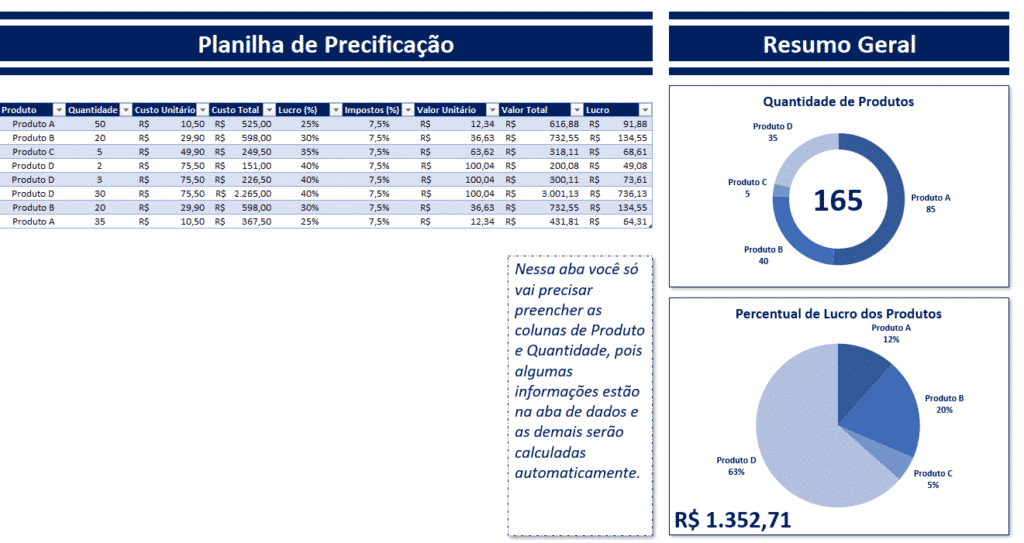 Planilha de Precificação
Produto Quantidade Custo Unitário Custo Total Lucro (%) Impostos (%) Valor Unitário Valor Total Lucro
Produto A 50 R$ 10,50 R$ 525,00 25% 7,5% R$ 12,34 R$ 616,88 R$ 91,88
Produto B 20 R$ 29,90 R$ 598,00 30% 7,5% R$ 36,63 R$ 732,55 R$ 134,55
Produto C 5 R$ 49,90 R$ 249,50 35% 7,5% R$ 63,62 R$ 318,11 R$ 68,61
Produto D 2 R$ 75,50 R$ 151,00 40% 7,5% R$ 100,04 R$ 200,08 R$ 49,08
Produto D 3 R$ 75,50 R$ 226,50 40% 7,5% R$ 100,04 R$ 300,11 R$ 73,61
Produto D 30 R$ 75,50 R$ 2.265,00 40% 7,5% R$ 100,04 R$ 3.001,13 R$ 736,13
Produto B 20 R$ 29,90 R$ 598,00 30% 7,5% R$ 36,63 R$ 732,55 R$ 134,55
Produto A 35 R$ 10,50 R$ 367,50 25% 7,5% R$ 12,34 R$ 431,81 R$ 64,31
Nessa aba você só
vai precisar
preencher as
colunas de Produto
e Quantidade, pois
algumas
informações estão
na aba de dados e
as demais serão
calculadas
automaticamente.
Resumo Geral
Quantidade de Produtos
Produto D
35
Produto C
5
Produto B
40
Produto A
85
165
Percentual de Lucro dos Produtos
Produto A
12%
Produto B
20%
Produto C
5%
Produto D
63%
R$ 1.352,71